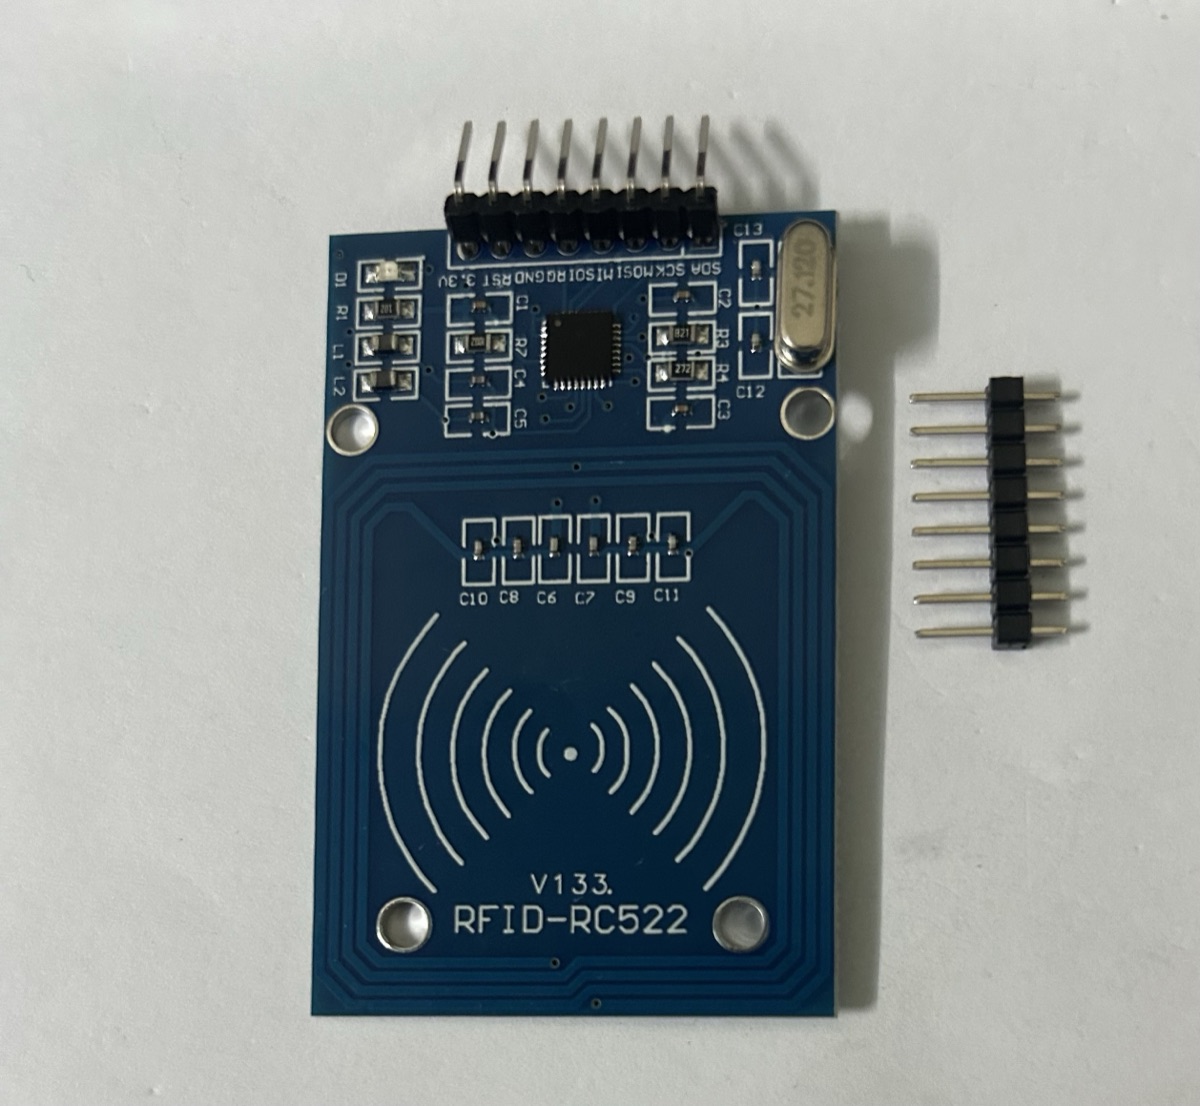 C13
27.120
SDA SCK MOSI MISO IRQ GND RST 3.3V
D1
C1
C2
R1
201
R7
R3
821
L1
C4
R4
272
L2
C5
C3
C12
C10 C8 C6 C7 C9 C11
V133.
RFID-RC522